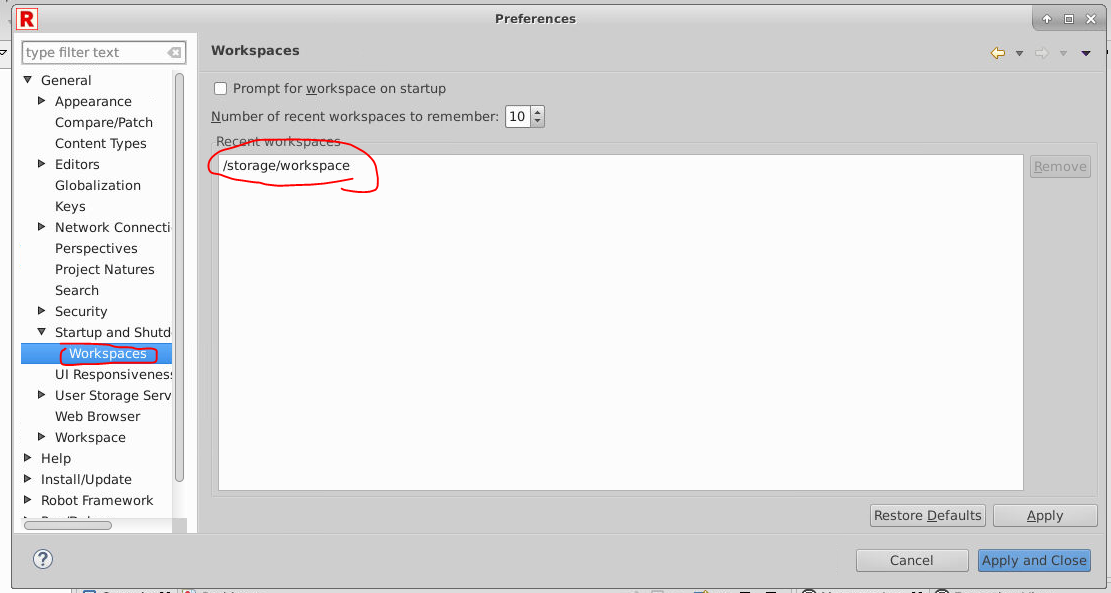 R
Preferences
type filter text
Workspaces
General
Appearance
Compare/Patch
Content Types
Editors
Globalization
Keys
Network Connecti
Perspectives
Project Natures
Search
Security
Startup and Shutd
Workspaces
UI Responsiveness
User Storage Serv
Web Browser
Workspace
Help
Install/Update
Robot Framework
Prompt for workspace on startup
Number of recent workspaces to remember: 10
Recent workspaces
/storage/workspace
Remove
Restore Defaults
Apply
?
Cancel
Apply and Close